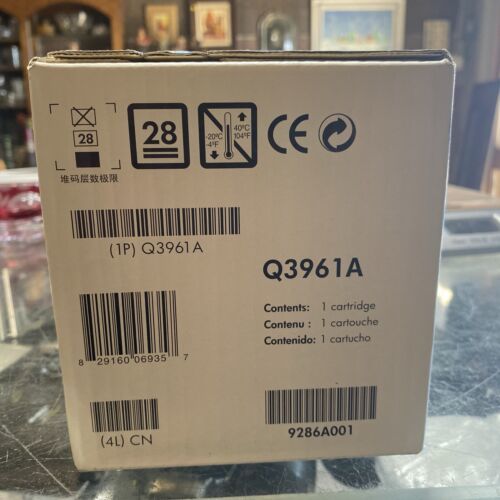 28
堆码层数极限
28
-20°C
-4°F
40°C
104°F
CE
(1P) Q3961A
Q3961A
Contents: 1 cartridge
Contenu : 1 cartouche
Contenido: 1 cartucho
8 29160 06935 7
(4L) CN
9286A001